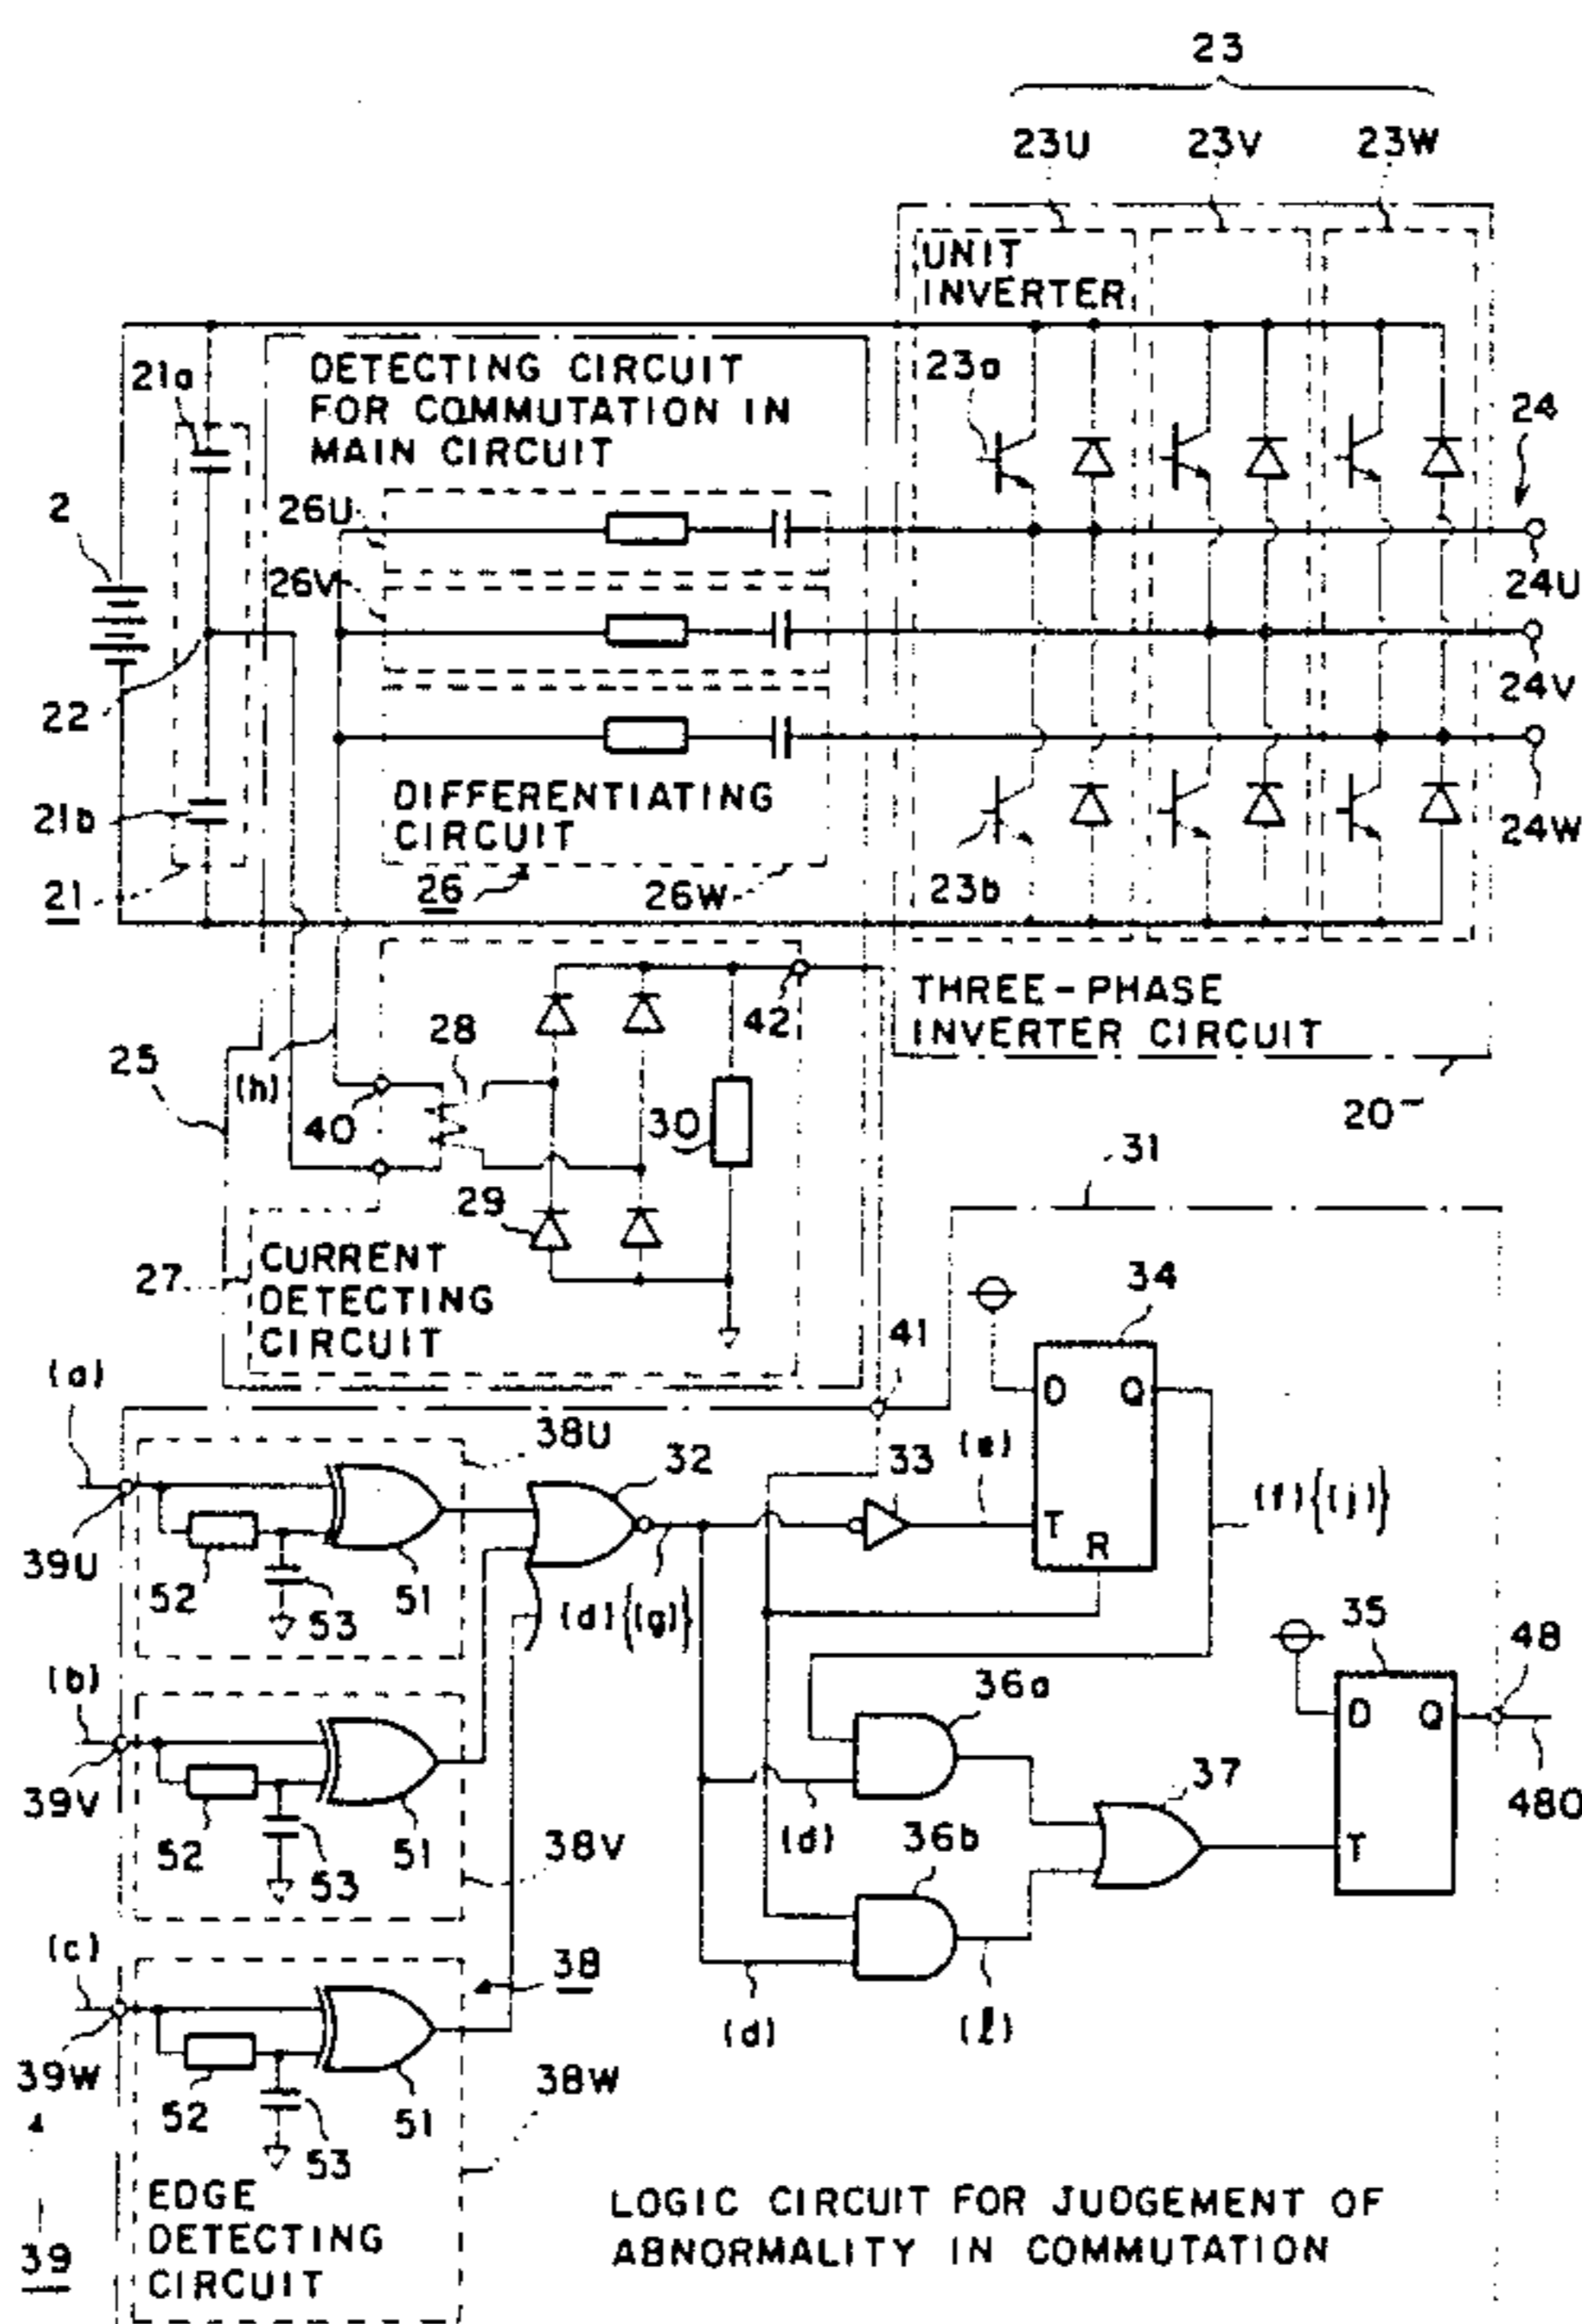 23
23U 23V 23W
UNIT
INVERTER
21a
DETECTING CIRCUIT
FOR COMMUTATION IN
MAIN CIRCUIT
23a
24
2
26U
24U
26V
22
24V
21b
DIFFERENTIATING
CIRCUIT
24W
21
26
26W
23b
THREE-PHASE
INVERTER CIRCUIT
42
28
25
(h)
40
30
20
31
29
27
CURRENT
DETECTING
CIRCUIT
34
41
(a)
D Q
38U
32
33
(e)
(f){(j)}
T
R
39U
52
53
51
(d){(g)}
35
48
(b)
36a
D Q
39V
37
480
52
53
51
(d)
36b
38V
T
(c)
38
39W
(d)
(l)
52
53
51
38W
39
EDGE
DETECTING
CIRCUIT
LOGIC CIRCUIT FOR JUDGEMENT OF
ABNORMALITY IN COMMUTATION